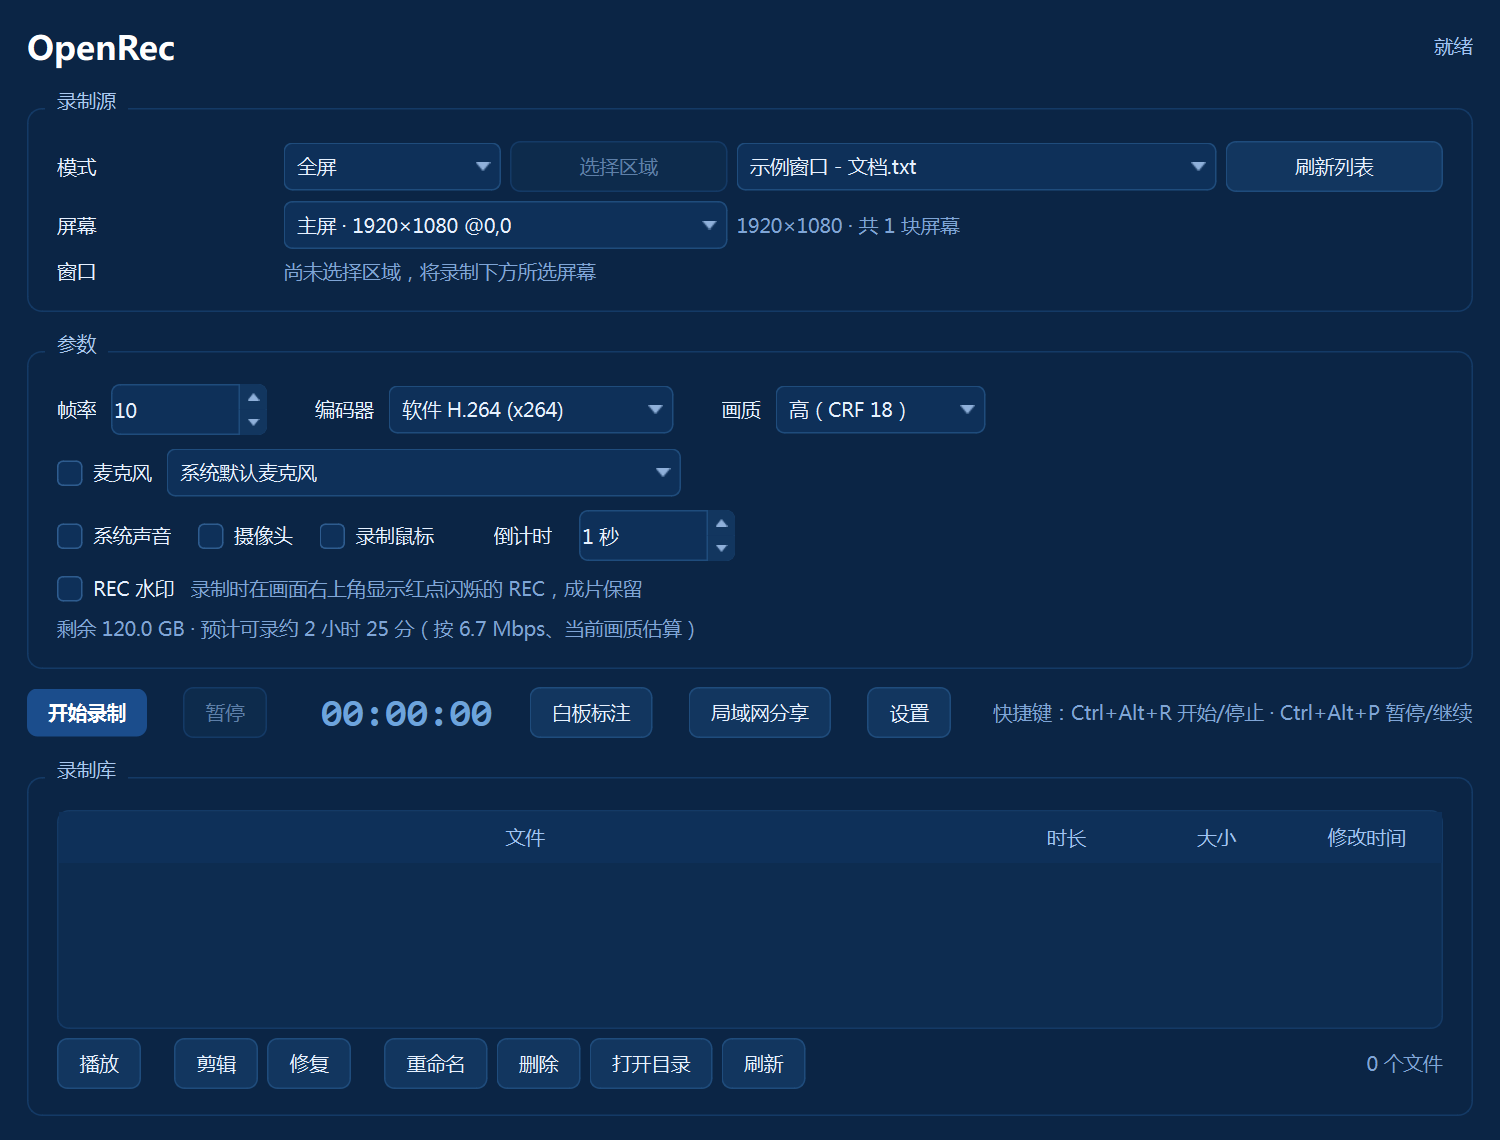 OpenRec
就绪
录制源
模式 全屏 选择区域 示例窗口 - 文档.txt 刷新列表
屏幕 主屏 · 1920×1080 @0,0 1920×1080 · 共 1 块屏幕
窗口 尚未选择区域，将录制下方所选屏幕
参数
帧率 10 编码器 软件 H.264 (x264) 画质 高（CRF 18）
麦克风 系统默认麦克风
系统声音 摄像头 录制鼠标 倒计时 1 秒
REC 水印 录制时在画面右上角显示红点闪烁的 REC，成片保留
剩余 120.0 GB · 预计可录约 2 小时 25 分（按 6.7 Mbps、当前画质估算）
开始录制 暂停 00:00:00 白板标注 局域网分享 设置 快捷键：Ctrl+Alt+R 开始/停止 · Ctrl+Alt+P 暂停/继续
录制库
文件 时长 大小 修改时间
播放 剪辑 修复 重命名 删除 打开目录 刷新 0 个文件